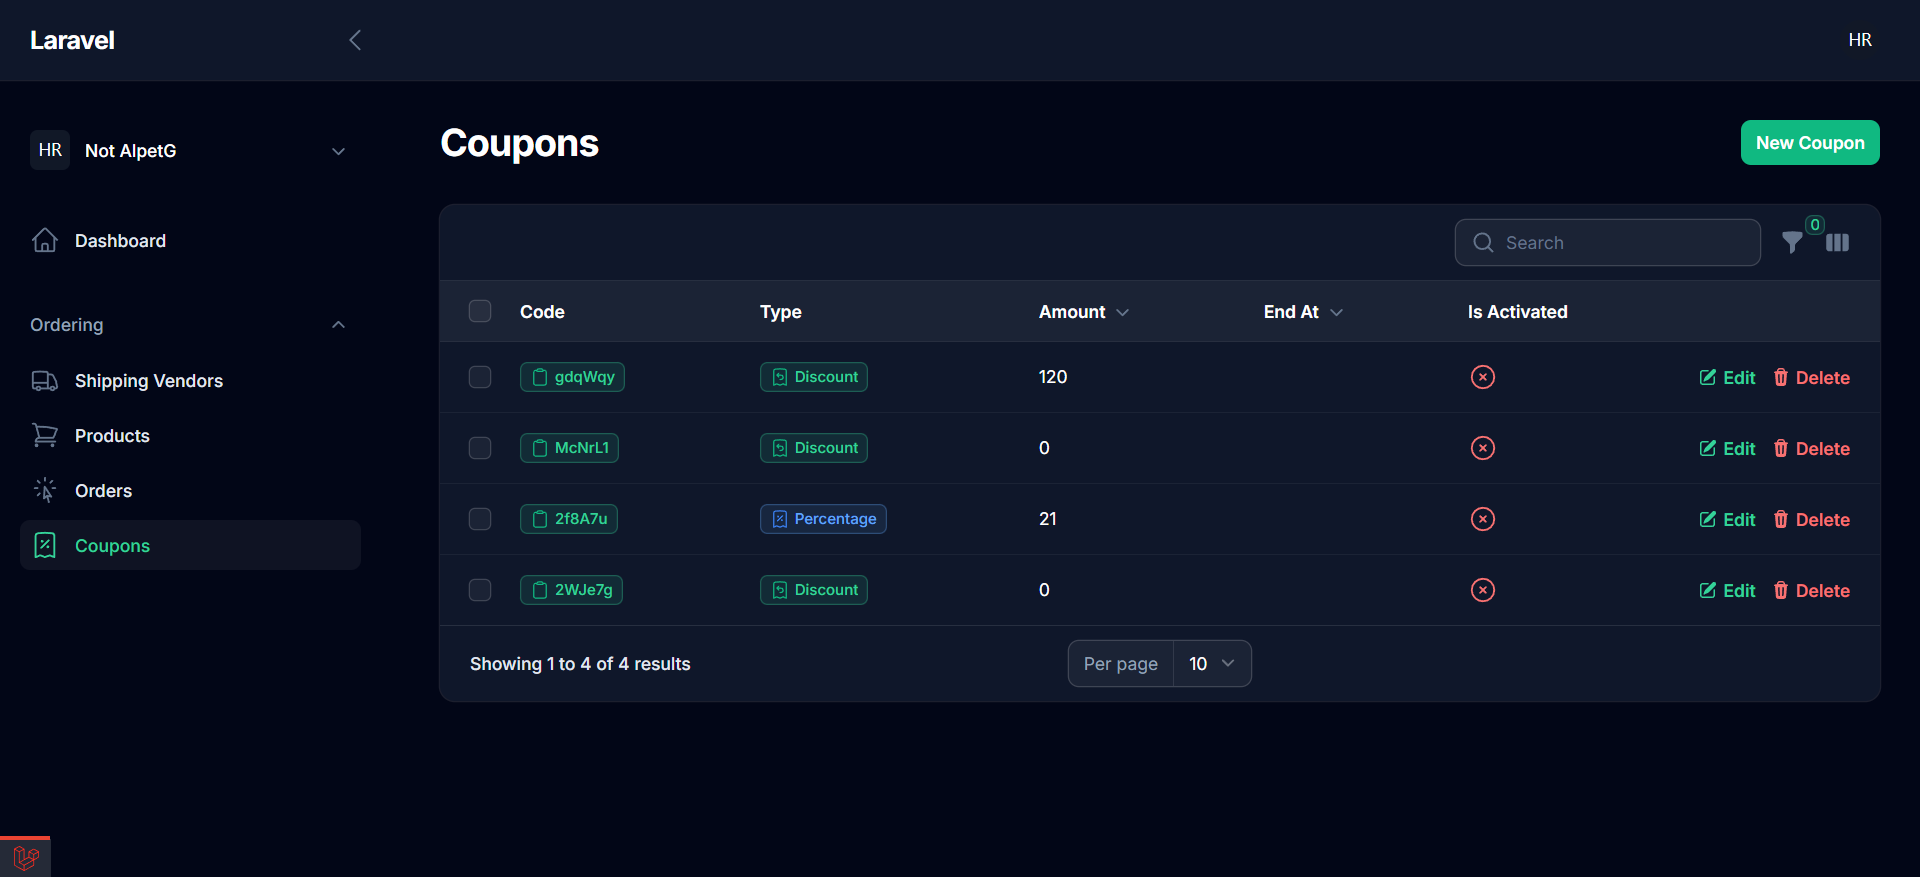 Laravel
HR
HR Not AlpetG
Dashboard
Ordering
Shipping Vendors
Products
Orders
Coupons
Coupons
New Coupon
Search
0
Code Type Amount End At Is Activated
gdqWqy Discount 120 Edit Delete
McNrL1 Discount 0 Edit Delete
2f8A7u Percentage 21 Edit Delete
2WJe7g Discount 0 Edit Delete
Showing 1 to 4 of 4 results
Per page 10